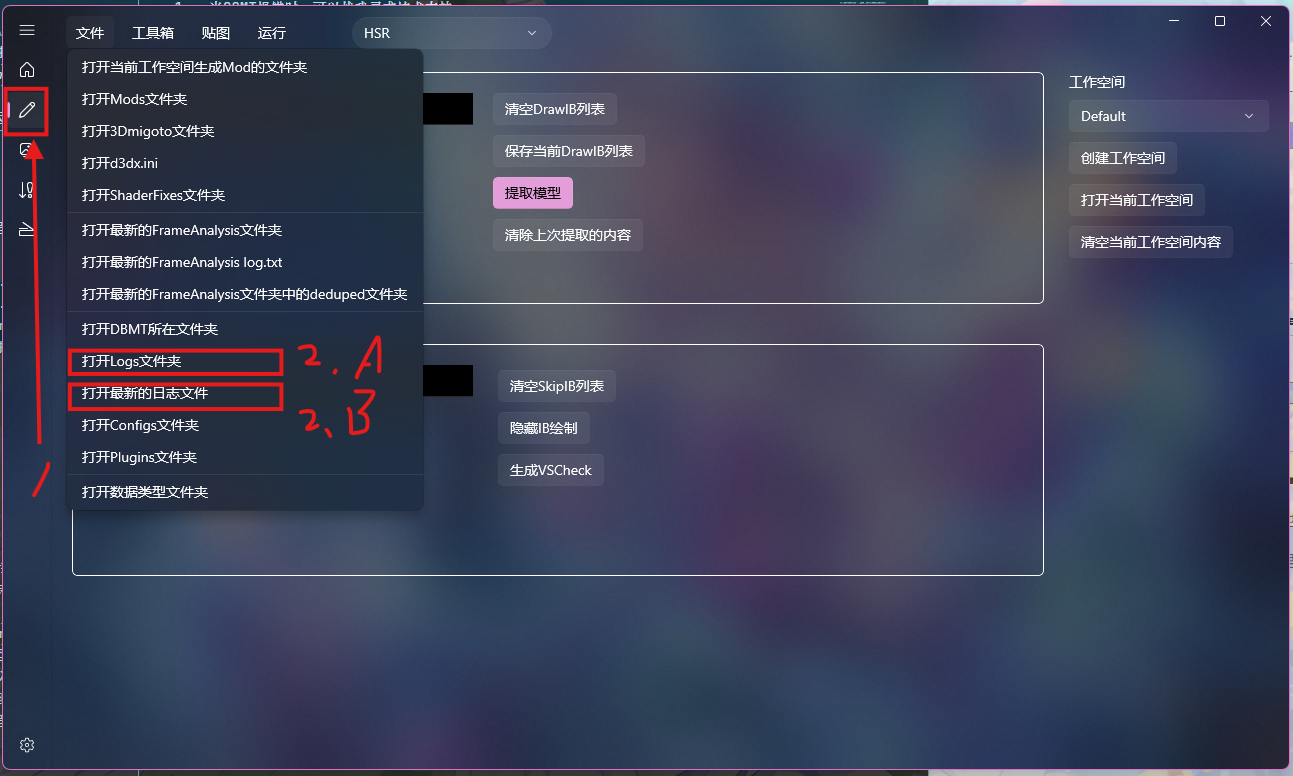 文件 工具箱 贴图 运行 HSR
打开当前工作空间生成Mod的文件夹
打开Mods文件夹
打开3Dmigoto文件夹
打开d3dx.ini
打开ShaderFixes文件夹
打开最新的FrameAnalysis文件夹
打开最新的FrameAnalysis log.txt
打开最新的FrameAnalysis文件夹中的deduped文件夹
打开DBMT所在文件夹
打开Logs文件夹
2.A
打开最新的日志文件
2、B
打开Configs文件夹
打开Plugins文件夹
打开数据类型文件夹
1
清空DrawIB列表
保存当前DrawIB列表
提取模型
清除上次提取的内容
清空SkipIB列表
隐藏IB绘制
生成VSCheck
工作空间
Default
创建工作空间
打开当前工作空间
清空当前工作空间内容